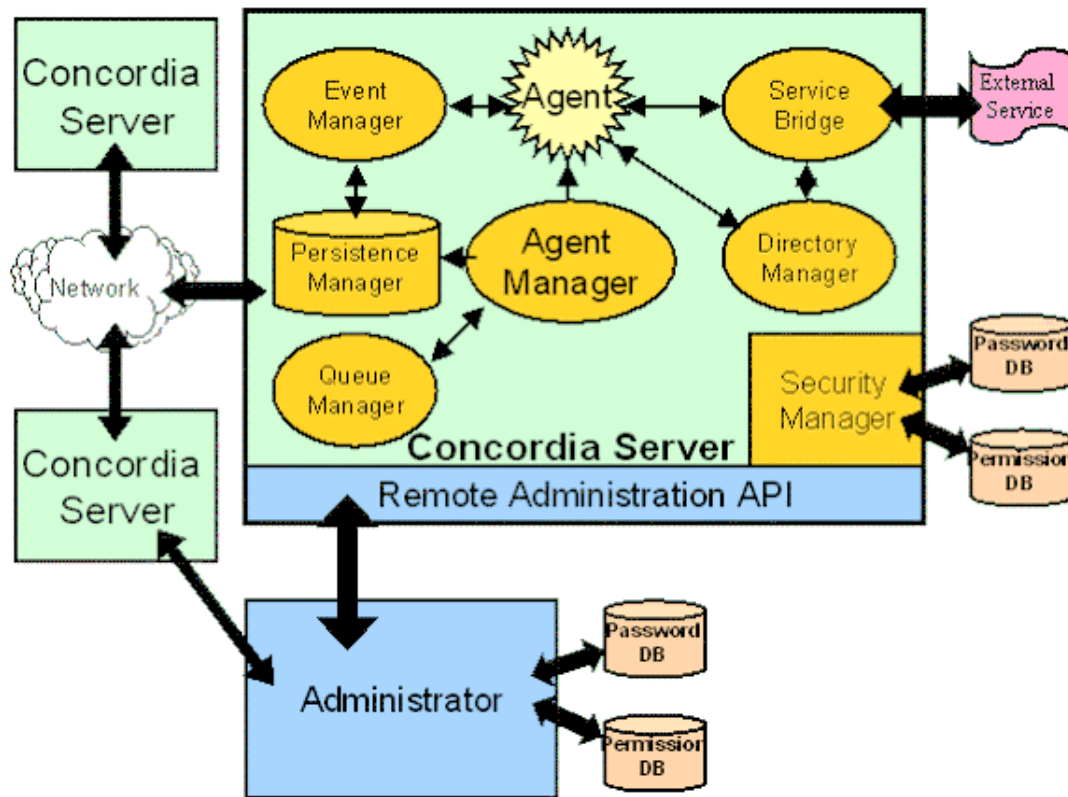 Concordia
Server
Event
Manager
Agent
Service
Bridge
External
Service
Network
Persistence
Manager
Agent
Manager
Directory
Manager
Queue
Manager
Security
Manager
Password
DB
Permission
DB
Concordia Server
Remote Administration API
Concordia
Server
Administrator
Password
DB
Permission
DB